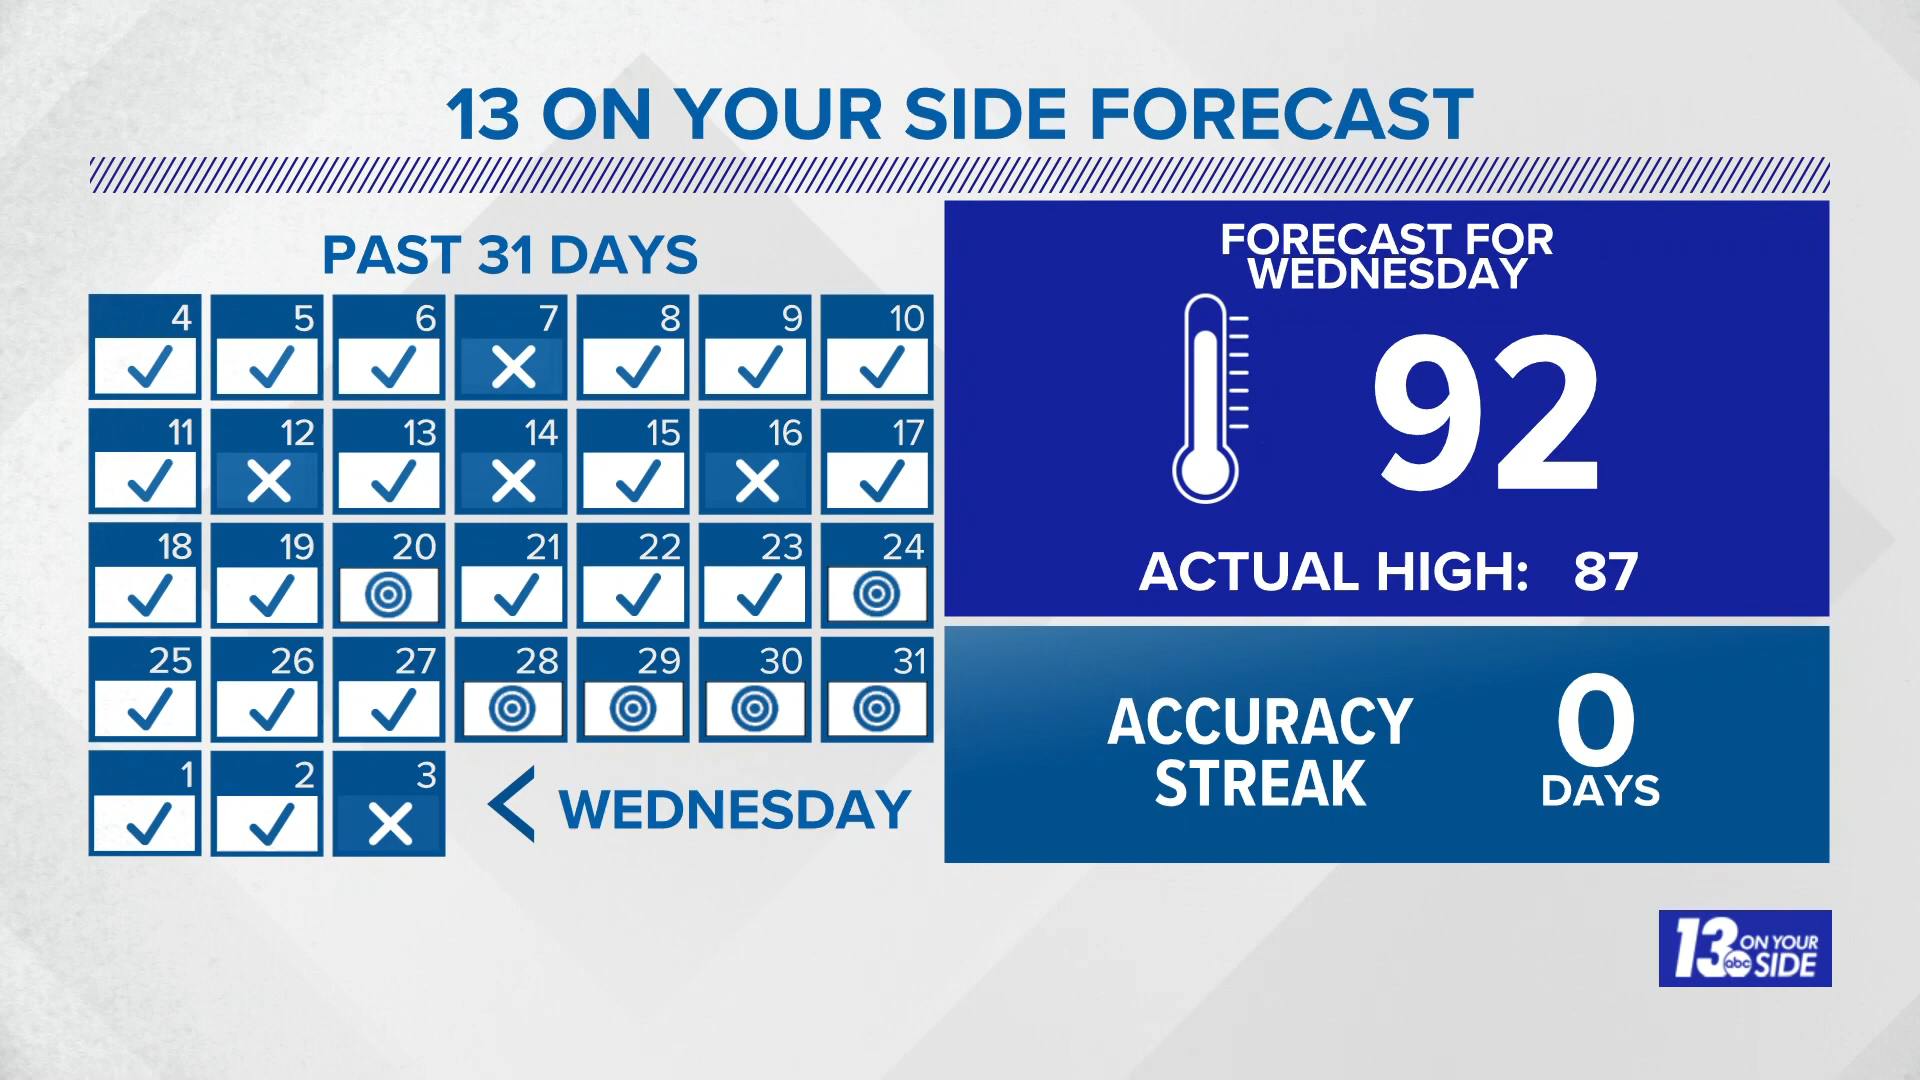 13 ON YOUR SIDE FORECAST
PAST 31 DAYS
4 5 6 7 8 9 10
11 12 13 14 15 16 17
18 19 20 21 22 23 24
25 26 27 28 29 30 31
1 2 3
WEDNESDAY
FORECAST FOR
WEDNESDAY
92
ACTUAL HIGH: 87
ACCURACY
STREAK
0
DAYS
13
abc
ON YOUR
SIDE